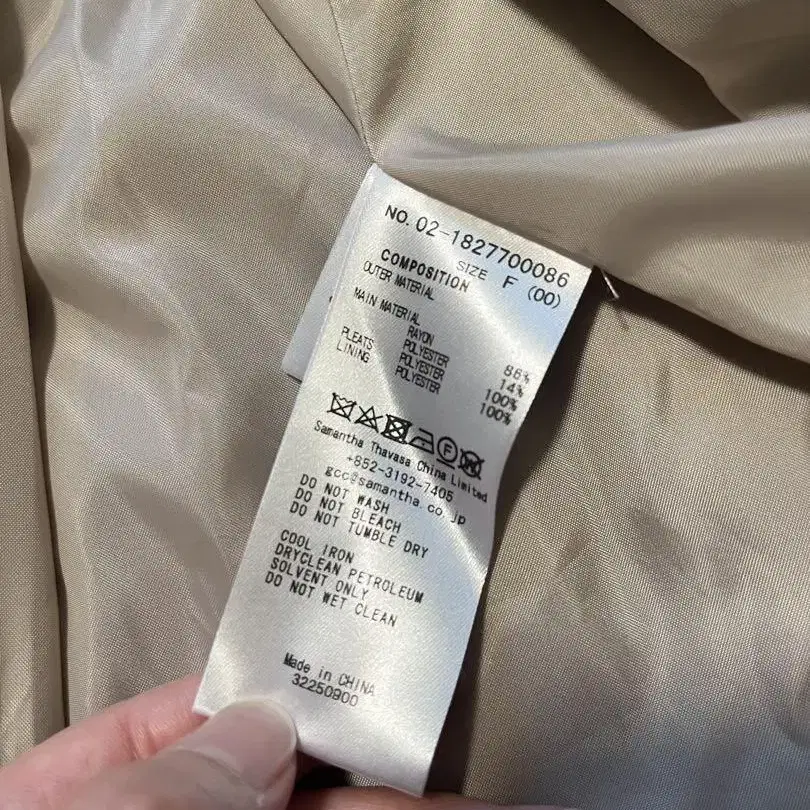 NO. 02-1827700086
SIZE F (00)
COMPOSITION
OUTER MATERIAL
MAIN MATERIAL
RAYON 86%
POLYESTER 14%
PLEATS POLYESTER 100%
LINING POLYESTER 100%
F
Samantha Thavasa China Limited
+852-3192-7405
gcc@samantha.co.jp
DO NOT WASH
DO NOT BLEACH
DO NOT TUMBLE DRY
COOL IRON
DRYCLEAN PETROLEUM
SOLVENT ONLY
DO NOT WET CLEAN
Made in CHINA
32250900